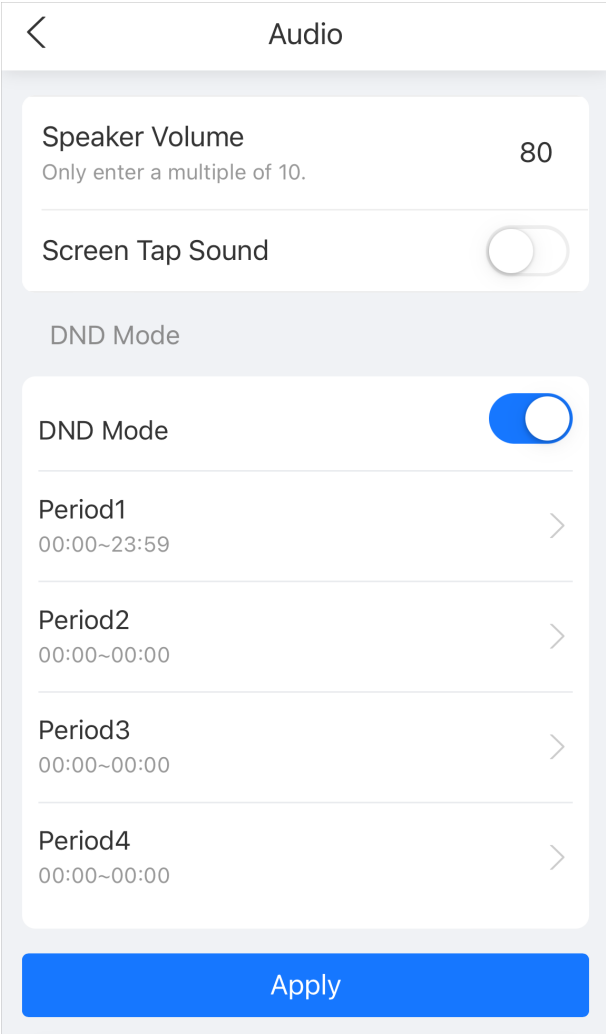 Audio
Speaker Volume
80
Only enter a multiple of 10.
Screen Tap Sound
DND Mode
DND Mode
Period1
00:00~23:59
Period2
00:00~00:00
Period3
00:00~00:00
Period4
00:00~00:00
Apply